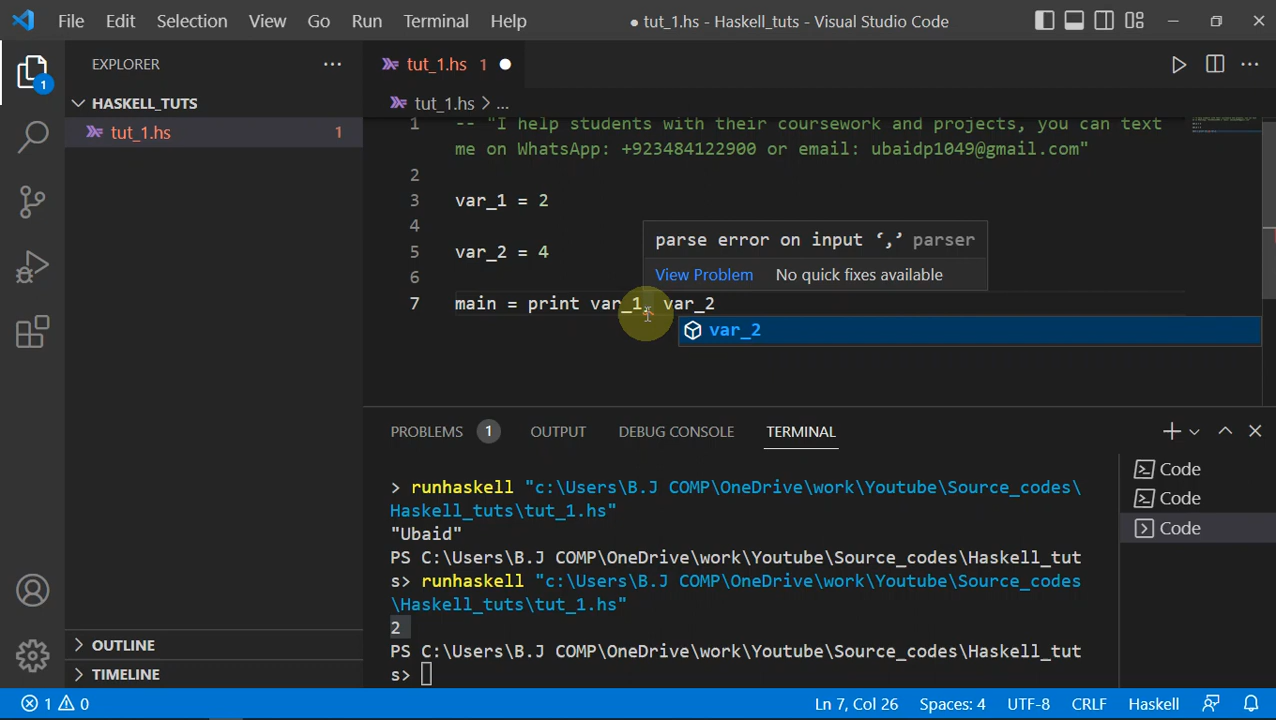 File Edit Selection View Go Run Terminal Help ● tut_1.hs - Haskell_tuts - Visual Studio Code
EXPLORER ... tut_1.hs 1
1
HASKELL_TUTS
tut_1.hs > ...
tut_1.hs 1
1 -- "I help students with their coursework and projects, you can text
me on WhatsApp: +923484122900 or email: ubaidp1049@gmail.com"
2
3 var_1 = 2
4
5 var_2 = 4
6
7 main = print var_1, var_2
parse error on input ‘,’ parser
View Problem No quick fixes available
var_2
PROBLEMS 1 OUTPUT DEBUG CONSOLE TERMINAL
> runhaskell "c:\Users\B.J COMP\OneDrive\work\Youtube\Source_codes\
Haskell_tuts\tut_1.hs"
"Ubaid"
PS C:\Users\B.J COMP\OneDrive\work\Youtube\Source_codes\Haskell_tut
s> runhaskell "c:\Users\B.J COMP\OneDrive\work\Youtube\Source_codes
\Haskell_tuts\tut_1.hs"
2
PS C:\Users\B.J COMP\OneDrive\work\Youtube\Source_codes\Haskell_tut
s>
Code
Code
Code
OUTLINE
TIMELINE
1 0 Ln 7, Col 26 Spaces: 4 UTF-8 CRLF Haskell